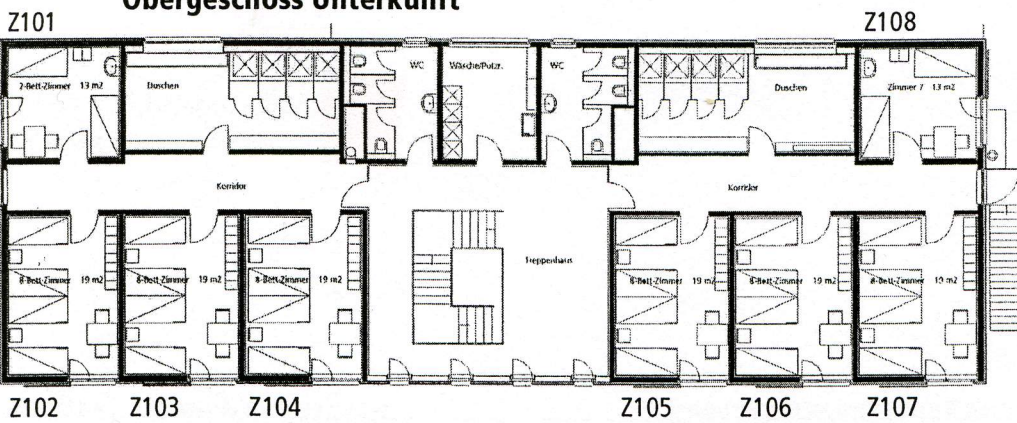 Obergeschoss Unterkunft
Z101
Z108
2-Bett-Zimmer 13 m2
Duschen
WC
Wäsche/Putzr.
WC
Duschen
Zimmer 7 13 m2
Korridor
Korridor
Treppenhaus
8-Bett-Zimmer 19 m2
8-Bett-Zimmer 19 m2
8-Bett-Zimmer 19 m2
8-Bett-Zimmer 19 m2
8-Bett-Zimmer 19 m2
8-Bett-Zimmer 19 m2
Z102
Z103
Z104
Z105
Z106
Z107